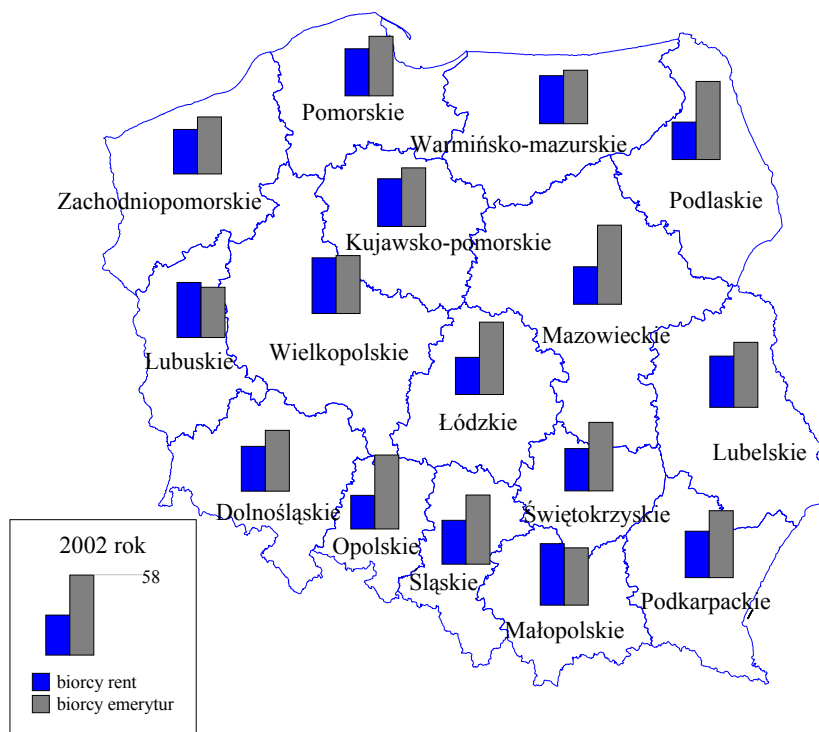 Pomorskie
Warmińsko-mazurskie
Podlaskie
Zachodniopomorskie
Kujawsko-pomorskie
Mazowieckie
Wielkopolskie
Lubuskie
Łódzkie
Lubelskie
Dolnośląskie
Świętokrzyskie
Opolskie
Sląskie
Podkarpackie
Małopolskie
2002 rok
58
biorcy rent
biorcy emerytur